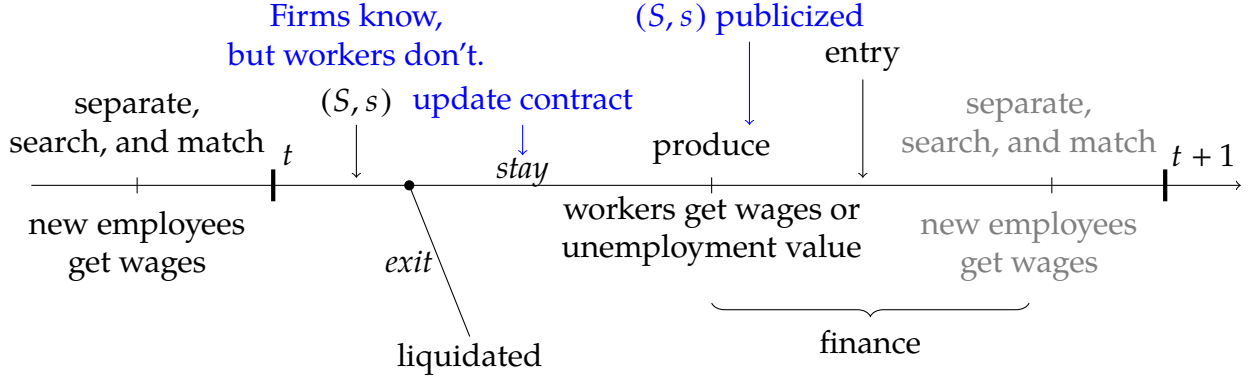 Firms know,
but workers don't.
(S, s) publicized
entry
separate,
search, and match
(S, s)
update contract
separate,
search, and match
t
stay
produce
t + 1
new employees
get wages
exit
workers get wages or
unemployment value
new employees
get wages
liquidated
finance